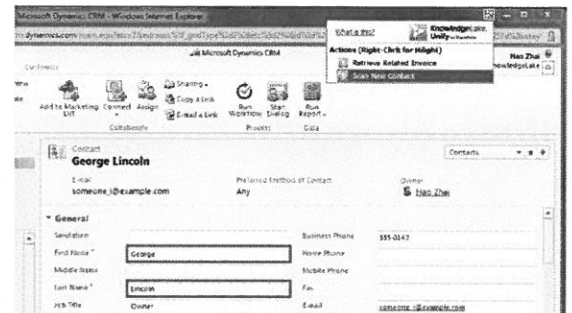 Microsoft Dynamics CRM - Windows Internet Explorer
What is this?
KnowledgeLake
Unify
Microsoft Dynamics CRM
Actions (Right-Click for Hilight)
Hao Zhai
Retrieve Related Invoice
KnowledgeLake
Scan New Contact
Add to Marketing List
Connect
Assign
Sharing
Copy a Link
E-mail a Link
Run Workflow
Start Dialog
Run Report
Collaborate
Process
Data
Contact
George Lincoln
Contacts
E-mail
Preferred Method of Contact
Owner
someone_i@example.com
Any
Hao Zhai
General
Salutation
Business Phone
555-0142
First Name *
George
Home Phone
Middle Name
Mobile Phone
Last Name *
Lincoln
Fax
Job Title
Owner
E-mail
someone_i@example.com